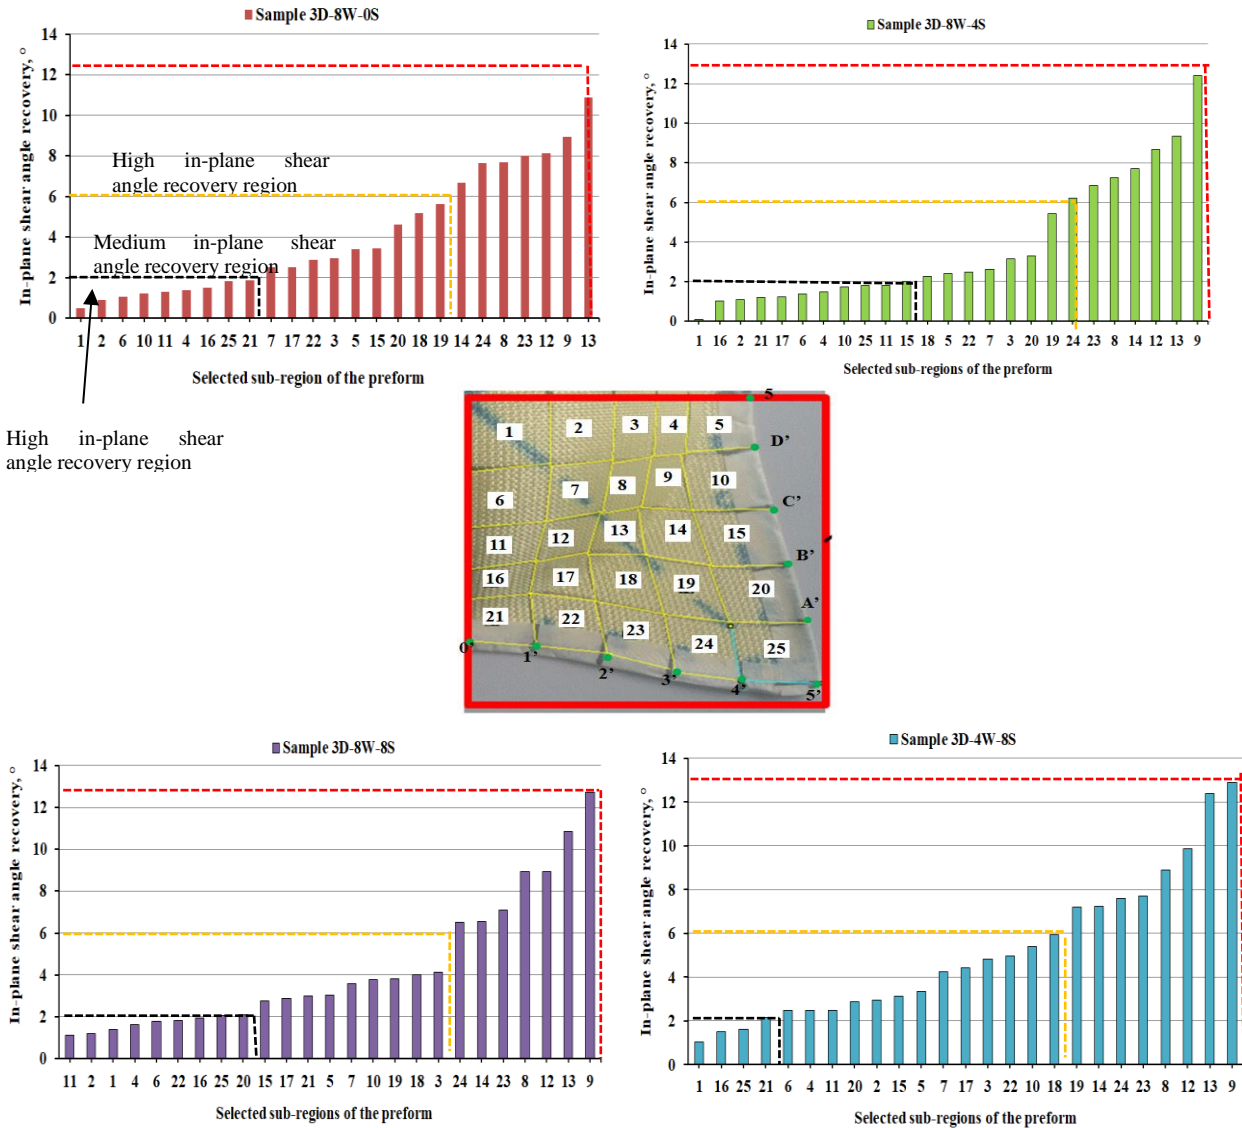 Sample 3D-8W-0S
In-plane shear angle recovery, °
14
12
10
8
6
4
2
0
High in-plane shear
angle recovery region
Medium in-plane shear
angle recovery region
1 2 6 10 11 4 16 25 21 7 17 22 3 5 15 20 18 19 14 24 8 23 12 9 13
Selected sub-region of the preform
High in-plane shear
angle recovery region
Sample 3D-8W-4S
In-plane shear angle recovery, °
14
12
10
8
6
4
2
0
1 16 2 21 17 6 4 10 25 11 15 18 5 22 7 3 20 19 24 23 8 14 12 13 9
Selected sub-regions of the preform
5
1 2 3 4 5
D'
6 7 8 9 10
C'
11 12 13 14 15
B'
16 17 18 19 20
A'
21 22 23 24 25
0' 1' 2' 3' 4' 5'
Sample 3D-8W-8S
In-plane shear angle recovery, °
14
12
10
8
6
4
2
0
11 2 1 4 6 22 16 25 20 15 17 21 5 7 10 19 18 3 24 14 23 8 12 13 9
Selected sub-regions of the preform
Sample 3D-4W-8S
In-plane shear angle recovery, °
14
12
10
8
6
4
2
0
1 16 25 21 6 4 11 20 2 15 5 7 17 3 22 10 18 19 14 24 23 8 12 13 9
Selected sub-regions of the preform